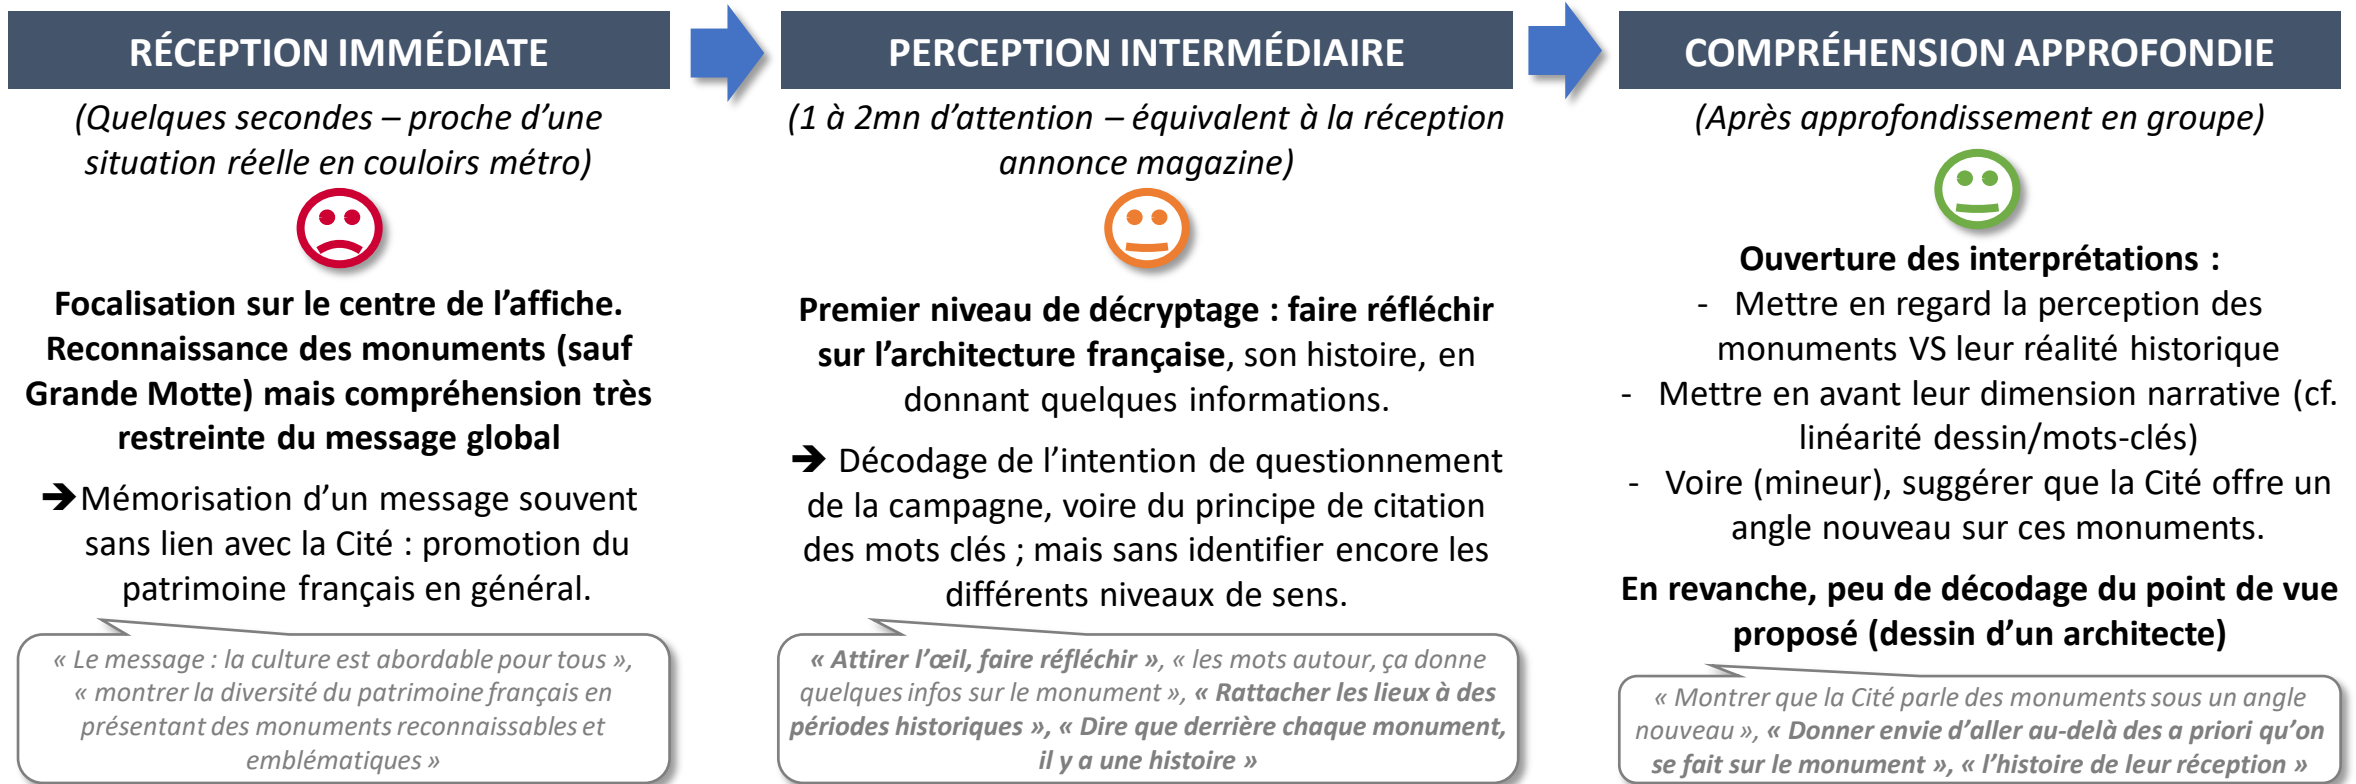 RÉCEPTION IMMÉDIATE
(Quelques secondes – proche d’une
situation réelle en couloirs métro)
Focalisation sur le centre de l’affiche.
Reconnaissance des monuments (sauf
Grande Motte) mais compréhension très
restreinte du message global
➔Mémorisation d’un message souvent
sans lien avec la Cité : promotion du
patrimoine français en général.
« Le message : la culture est abordable pour tous »,
« montrer la diversité du patrimoine français en
présentant des monuments reconnaissables et
emblématiques »
PERCEPTION INTERMÉDIAIRE
(1 à 2mn d’attention – équivalent à la réception
annonce magazine)
Premier niveau de décryptage : faire réfléchir
sur l’architecture française, son histoire, en
donnant quelques informations.
➔ Décodage de l’intention de questionnement
de la campagne, voire du principe de citation
des mots clés ; mais sans identifier encore les
différents niveaux de sens.
« Attirer l’œil, faire réfléchir », « les mots autour, ça donne
quelques infos sur le monument », « Rattacher les lieux à des
périodes historiques », « Dire que derrière chaque monument,
il y a une histoire »
COMPRÉHENSION APPROFONDIE
(Après approfondissement en groupe)
Ouverture des interprétations :
- Mettre en regard la perception des
monuments VS leur réalité historique
- Mettre en avant leur dimension narrative (cf.
linéarité dessin/mots-clés)
- Voire (mineur), suggérer que la Cité offre un
angle nouveau sur ces monuments.
En revanche, peu de décodage du point de vue
proposé (dessin d’un architecte)
« Montrer que la Cité parle des monuments sous un angle
nouveau », « Donner envie d’aller au-delà des a priori qu’on
se fait sur le monument », « l’histoire de leur réception »